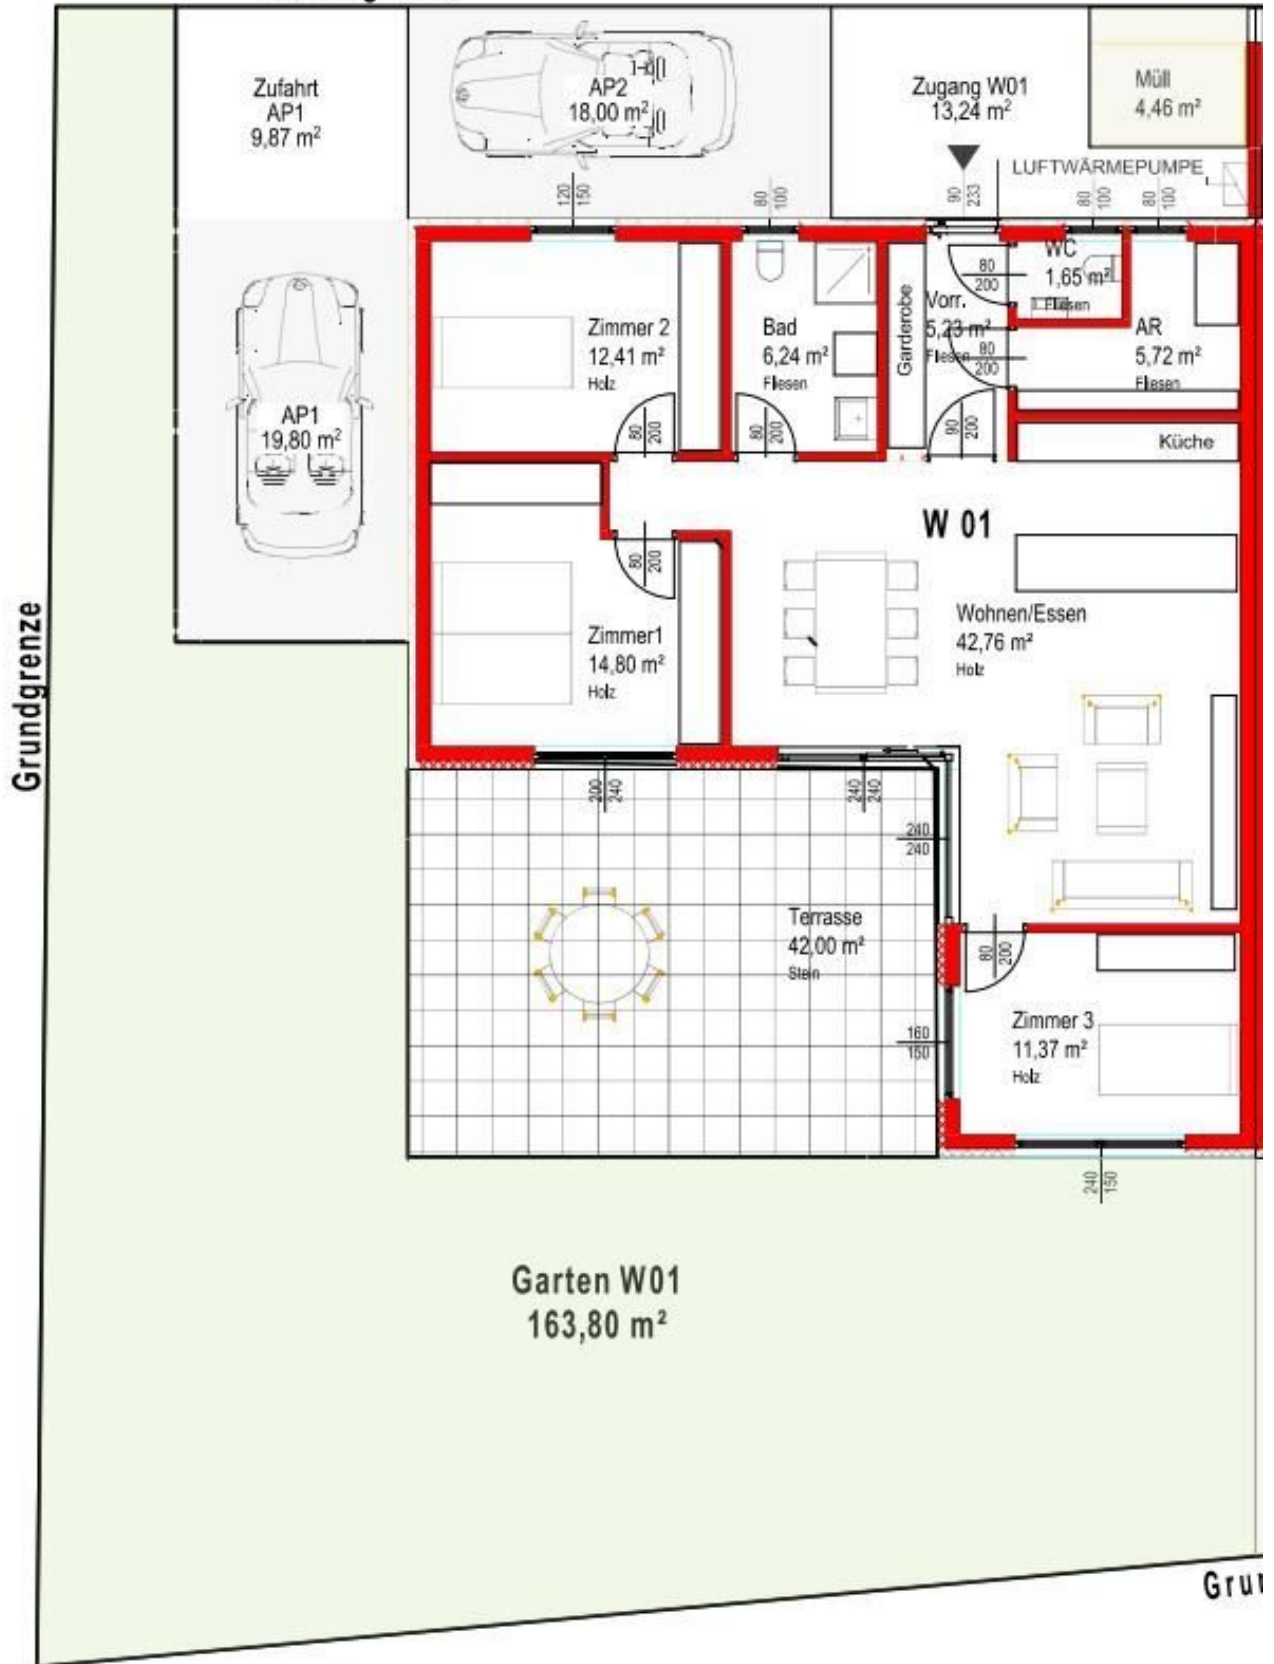 Zufahrt
AP1
9,87 m²
AP2
18,00 m²
Zugang W01
13,24 m²
Müll
4,46 m²
LUFTWÄRMEPUMPE
120
150
80
100
90
233
80
100
80
100
AP1
19,80 m²
Zimmer 2
12,41 m²
Holz
80
200
Bad
6,24 m²
Fliesen
80
200
Garderobe
Vorr.
5,23 m²
Fliesen
80
200
80
200
90
200
WC
1,65 m²
Fliesen
AR
5,72 m²
Fliesen
Küche
W 01
Zimmer1
14,80 m²
Holz
80
200
Wohnen/Essen
42,76 m²
Holz
Grundgrenze
200
240
240
240
240
240
Terrasse
42,00 m²
Stein
80
200
160
150
Zimmer 3
11,37 m²
Holz
240
150
Garten W01
163,80 m²
Grun